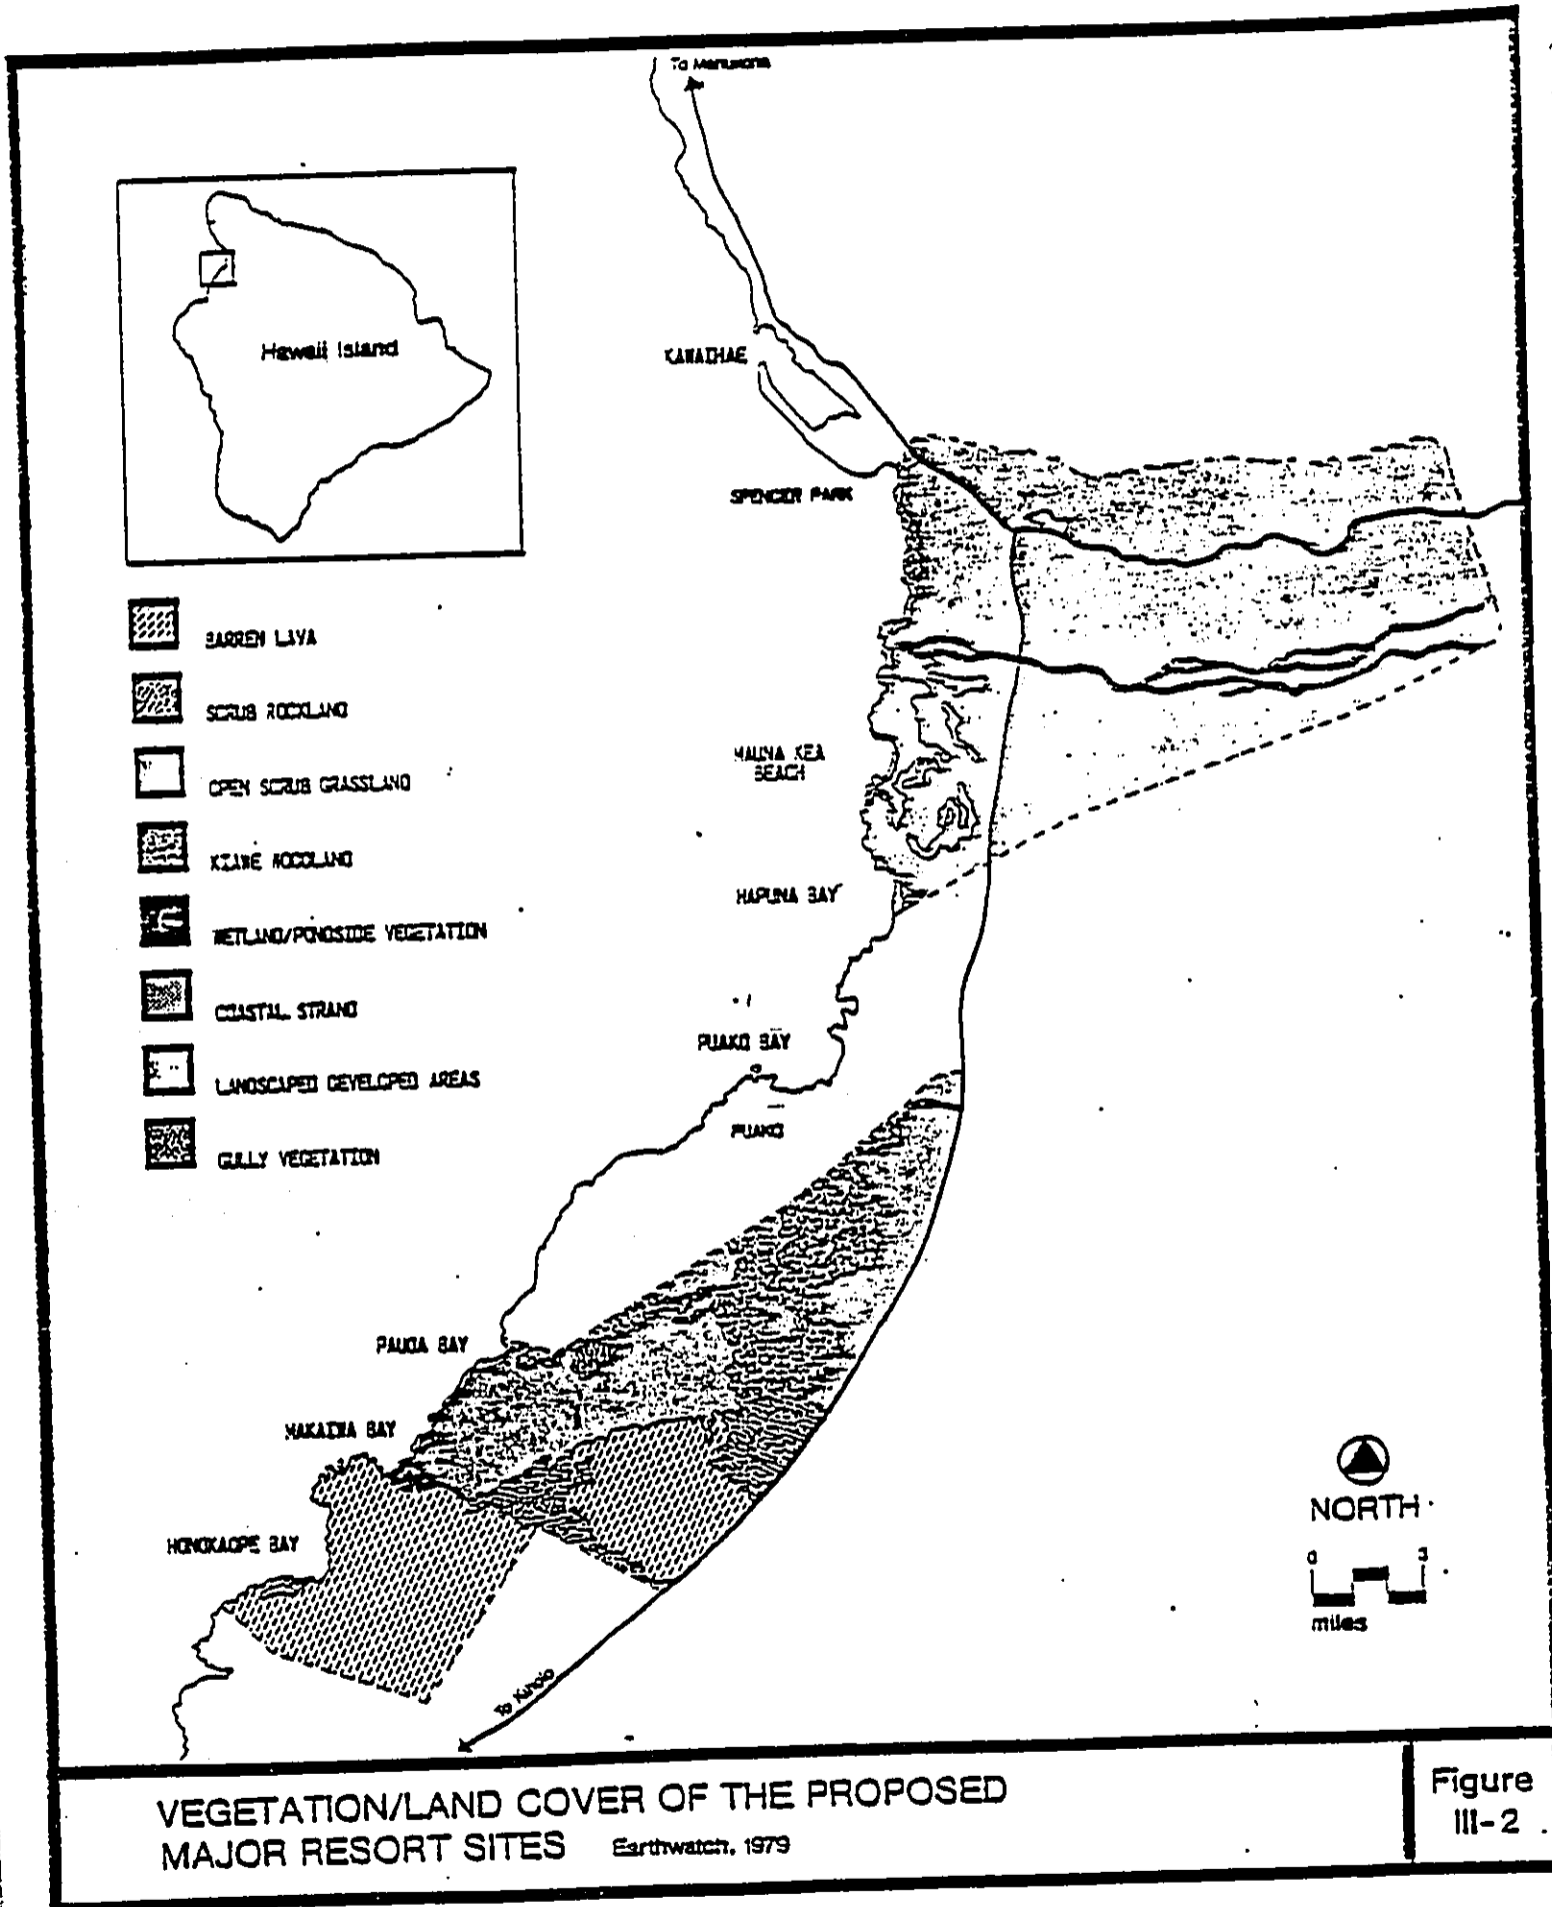 To Mahukona
Hawaii Island
KAWAIHAE
SPENCER PARK
BARREN LAVA
SCRUB ROCKLAND
OPEN SCRUB GRASSLAND
KIAWE WOODLAND
WETLAND/PONDSIDE VEGETATION
COASTAL STRAND
LANDSCAPED DEVELOPED AREAS
GULLY VEGETATION
MAUNA KEA
BEACH
HAPUNA BAY
PUAKO BAY
PUAKO
PAUOA BAY
MAKAIWA BAY
HONOKAOPE BAY
To Kiholo
NORTH
0 3
miles
VEGETATION/LAND COVER OF THE PROPOSED
MAJOR RESORT SITES Earthwatch, 1979
Figure
III-2